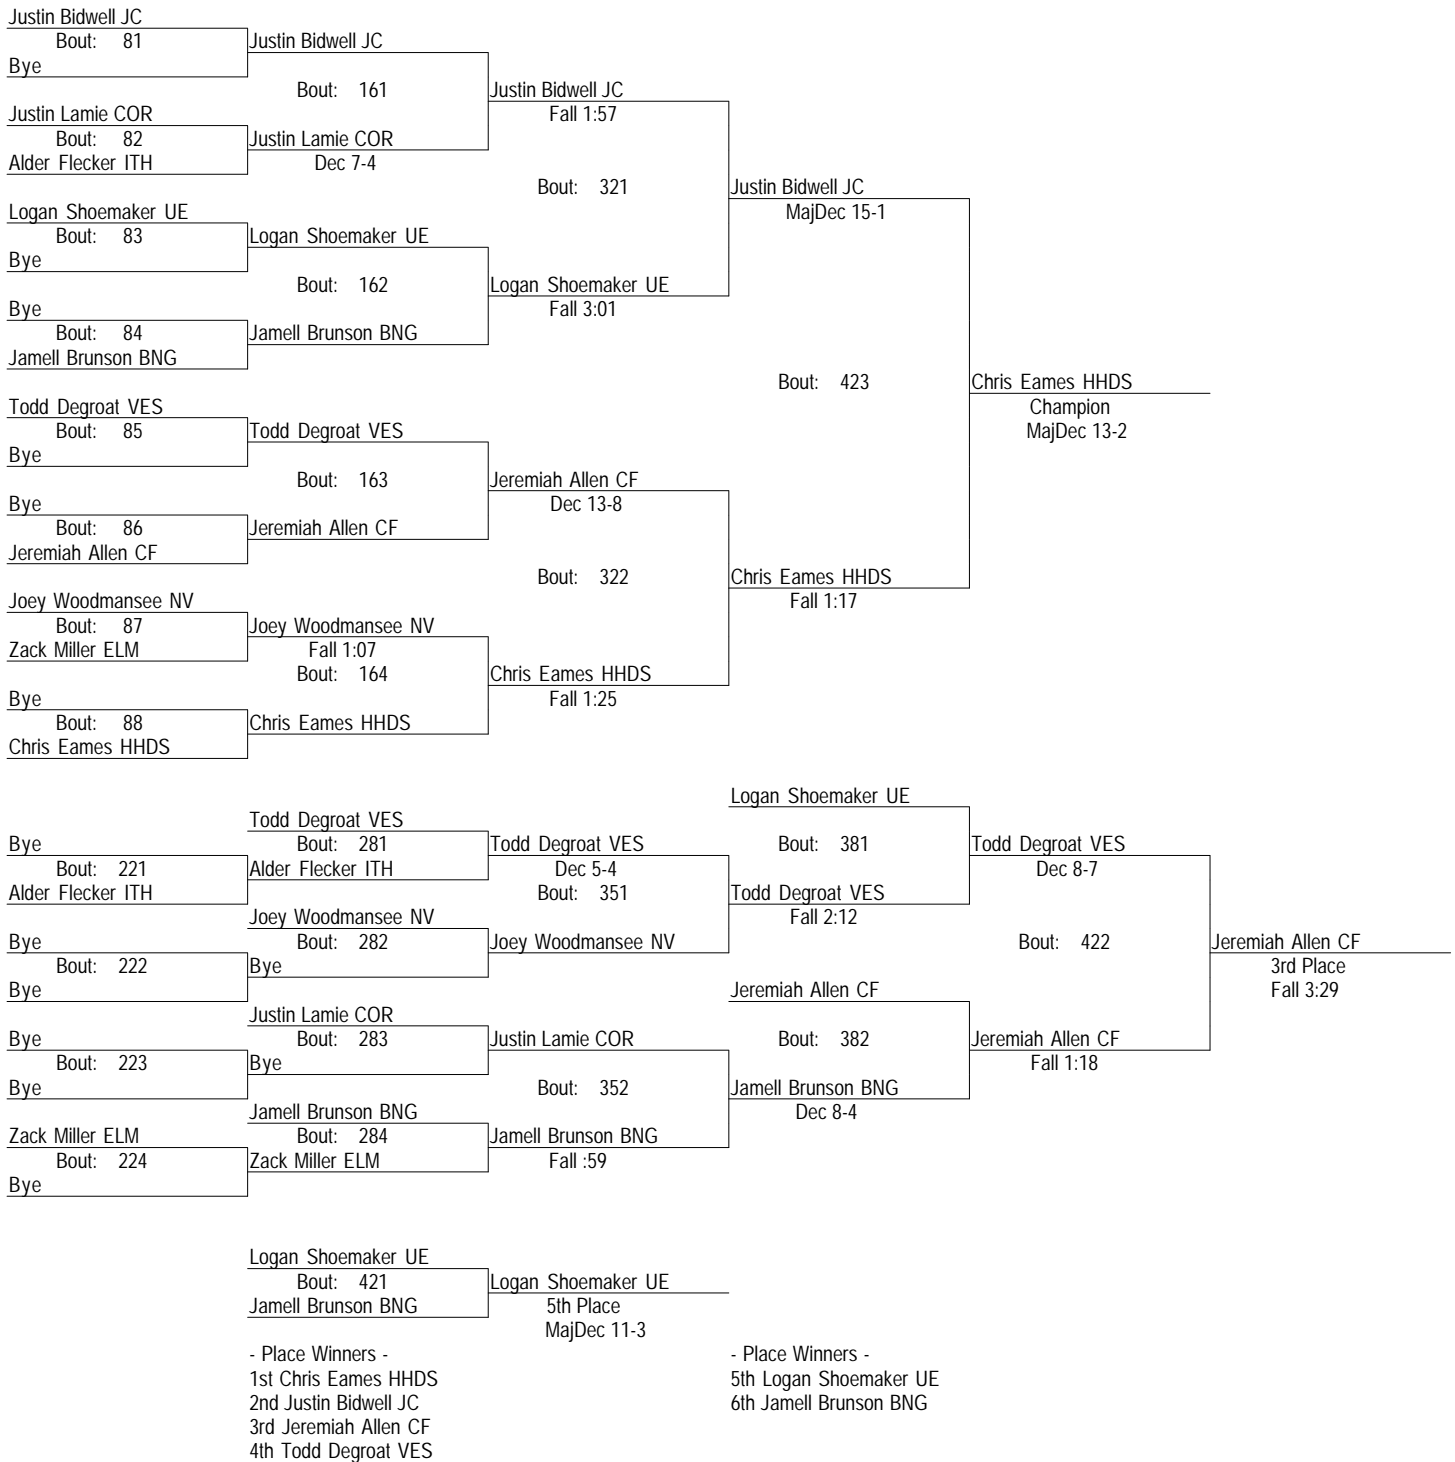 Justin Bidwell JC
Bout: 81
Justin Bidwell JC
Bye
Bout: 161
Justin Bidwell JC
Justin Lamie COR
Fall 1:57
Bout: 82
Justin Lamie COR
Alder Flecker ITH
Dec 7-4
Bout: 321
Justin Bidwell JC
Logan Shoemaker UE
MajDec 15-1
Bout: 83
Logan Shoemaker UE
Bye
Bout: 162
Logan Shoemaker UE
Bye
Fall 3:01
Bout: 84
Jamell Brunson BNG
Jamell Brunson BNG
Bout: 423
Chris Eames HHDS
Todd Degroat VES
Champion
Bout: 85
Todd Degroat VES
MajDec 13-2
Bye
Bout: 163
Jeremiah Allen CF
Bye
Dec 13-8
Bout: 86
Jeremiah Allen CF
Jeremiah Allen CF
Bout: 322
Chris Eames HHDS
Joey Woodmansee NV
Fall 1:17
Bout: 87
Joey Woodmansee NV
Zack Miller ELM
Fall 1:07
Bout: 164
Chris Eames HHDS
Bye
Fall 1:25
Bout: 88
Chris Eames HHDS
Chris Eames HHDS
Logan Shoemaker UE
Todd Degroat VES
Bye
Bout: 281
Todd Degroat VES
Bout: 381
Todd Degroat VES
Bout: 221
Alder Flecker ITH
Dec 5-4
Dec 8-7
Alder Flecker ITH
Bout: 351
Todd Degroat VES
Joey Woodmansee NV
Fall 2:12
Bye
Bout: 282
Joey Woodmansee NV
Bout: 422
Jeremiah Allen CF
Bout: 222
Bye
3rd Place
Bye
Jeremiah Allen CF
Fall 3:29
Justin Lamie COR
Bye
Bout: 283
Justin Lamie COR
Bout: 382
Jeremiah Allen CF
Bout: 223
Bye
Fall 1:18
Bye
Bout: 352
Jamell Brunson BNG
Jamell Brunson BNG
Dec 8-4
Zack Miller ELM
Bout: 284
Jamell Brunson BNG
Bout: 224
Zack Miller ELM
Fall :59
Bye
Logan Shoemaker UE
Bout: 421
Logan Shoemaker UE
Jamell Brunson BNG
5th Place
MajDec 11-3
- Place Winners -
1st Chris Eames HHDS
2nd Justin Bidwell JC
3rd Jeremiah Allen CF
4th Todd Degroat VES
- Place Winners -
5th Logan Shoemaker UE
6th Jamell Brunson BNG